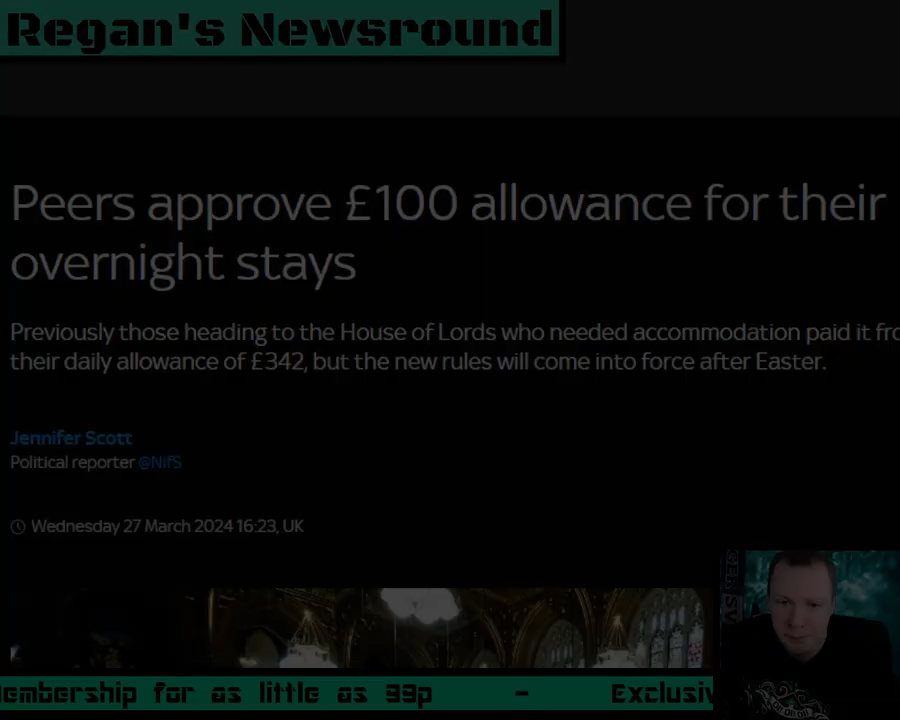 Regan's Newsround
Peers approve £100 allowance for their
overnight stays
Previously those heading to the House of Lords who needed accommodation paid it fro
their daily allowance of £342, but the new rules will come into force after Easter.
Jennifer Scott
Political reporter @NifS
Wednesday 27 March 2024 16:23, UK
embership for as little as 99p - Exclusiv